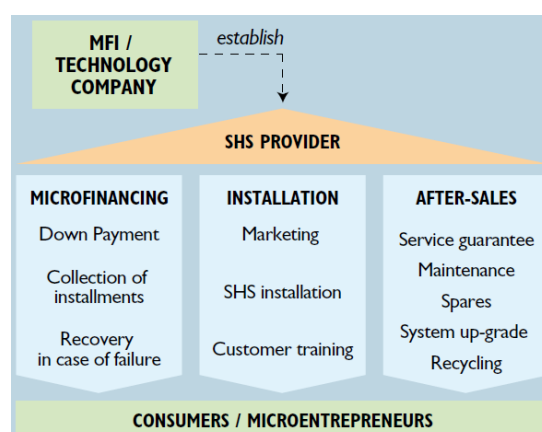 MFI /
TECHNOLOGY
COMPANY
establish
SHS PROVIDER
MICROFINANCING
Down Payment
Collection of
installments
Recovery
in case of failure
INSTALLATION
Marketing
SHS installation
Customer training
AFTER-SALES
Service guarantee
Maintenance
Spares
System up-grade
Recycling
CONSUMERS / MICROENTREPRENEURS